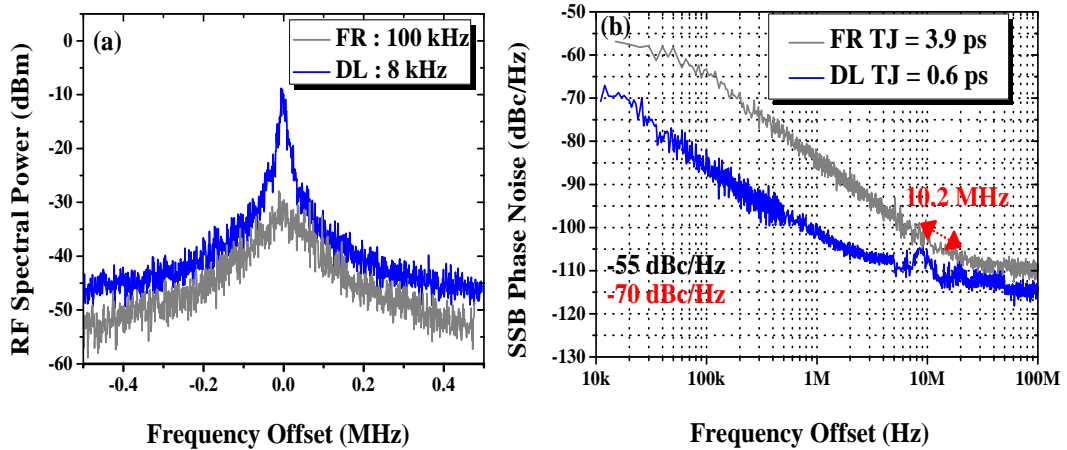 (a)
FR : 100 kHz
DL : 8 kHz
RF Spectral Power (dBm)
0
-10
-20
-30
-40
-50
-60
-0.4
-0.2
0.0
0.2
0.4
Frequency Offset (MHz)
(b)
FR TJ = 3.9 ps
DL TJ = 0.6 ps
SSB Phase Noise (dBc/Hz)
-50
-60
-70
-80
-90
-100
-110
-120
-130
10.2 MHz
-55 dBc/Hz
-70 dBc/Hz
10k
100k
1M
10M
100M
Frequency Offset (Hz)